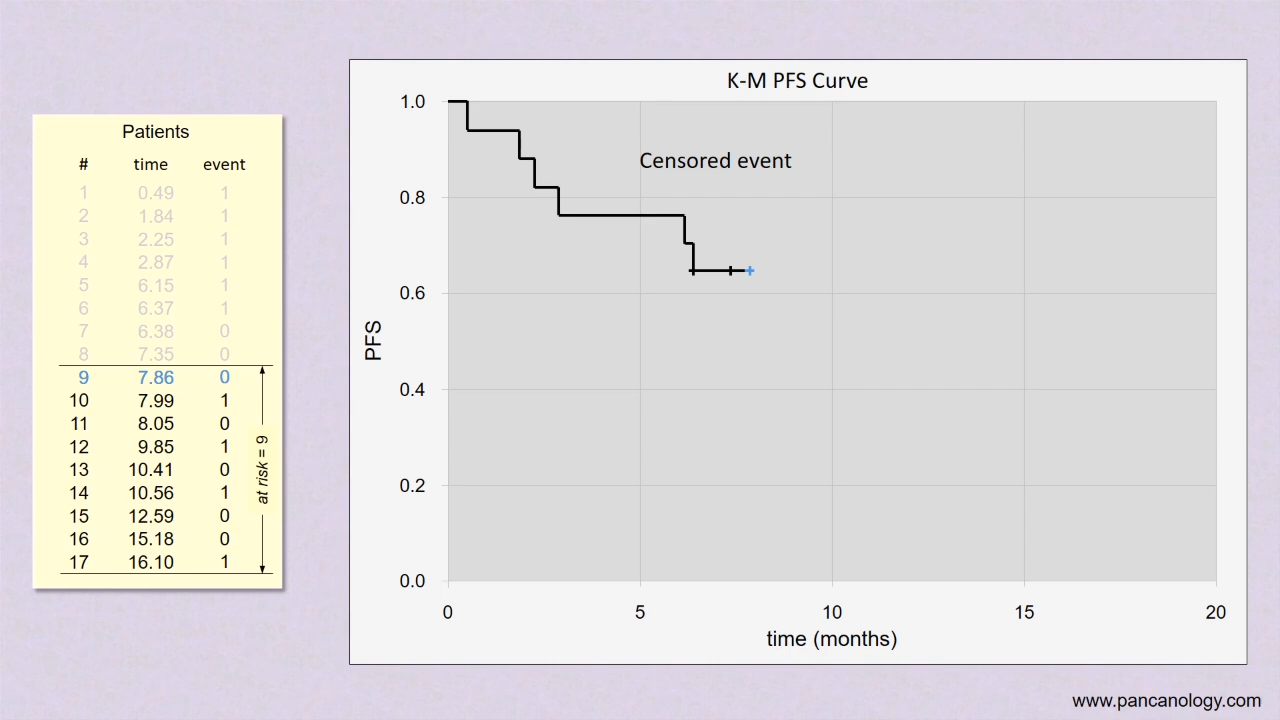 Patients
# time event
1 0.49 1
2 1.84 1
3 2.25 1
4 2.87 1
5 6.15 1
6 6.37 1
7 6.38 0
8 7.35 0
9 7.86 0
10 7.99 1
11 8.05 0
12 9.85 1
13 10.41 0
14 10.56 1
15 12.59 0
16 15.18 0
17 16.10 1
at risk = 9
K-M PFS Curve
Censored event
PFS
1.0
0.8
0.6
0.4
0.2
0.0
0 5 10 15 20
time (months)
www.pancanology.com